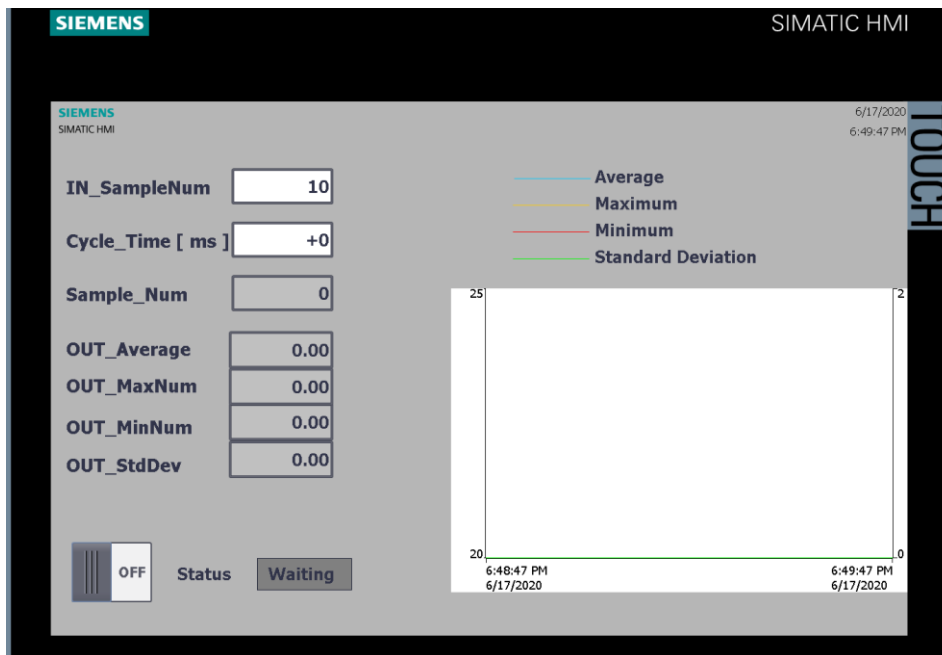 SIEMENS
SIMATIC HMI
SIEMENS
SIMATIC HMI
6/17/2020
6:49:47 PM
TOUCH
IN_SampleNum 10
Cycle_Time [ ms ] +0
Sample_Num 0
OUT_Average 0.00
OUT_MaxNum 0.00
OUT_MinNum 0.00
OUT_StdDev 0.00
OFF Status Waiting
Average
Maximum
Minimum
Standard Deviation
25 2
20 0
6:48:47 PM 6:49:47 PM
6/17/2020 6/17/2020